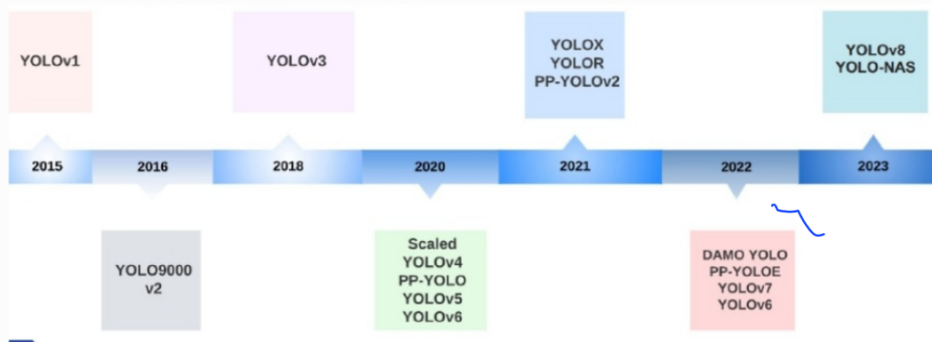 YOLOv1
YOLOv3
YOLOX
YOLOR
PP-YOLOv2
YOLOv8
YOLO-NAS
2015
2016
2018
2020
2021
2022
2023
YOLO9000
v2
Scaled
YOLOv4
PP-YOLO
YOLOv5
YOLOv6
DAMO YOLO
PP-YOLOE
YOLOv7
YOLOv6